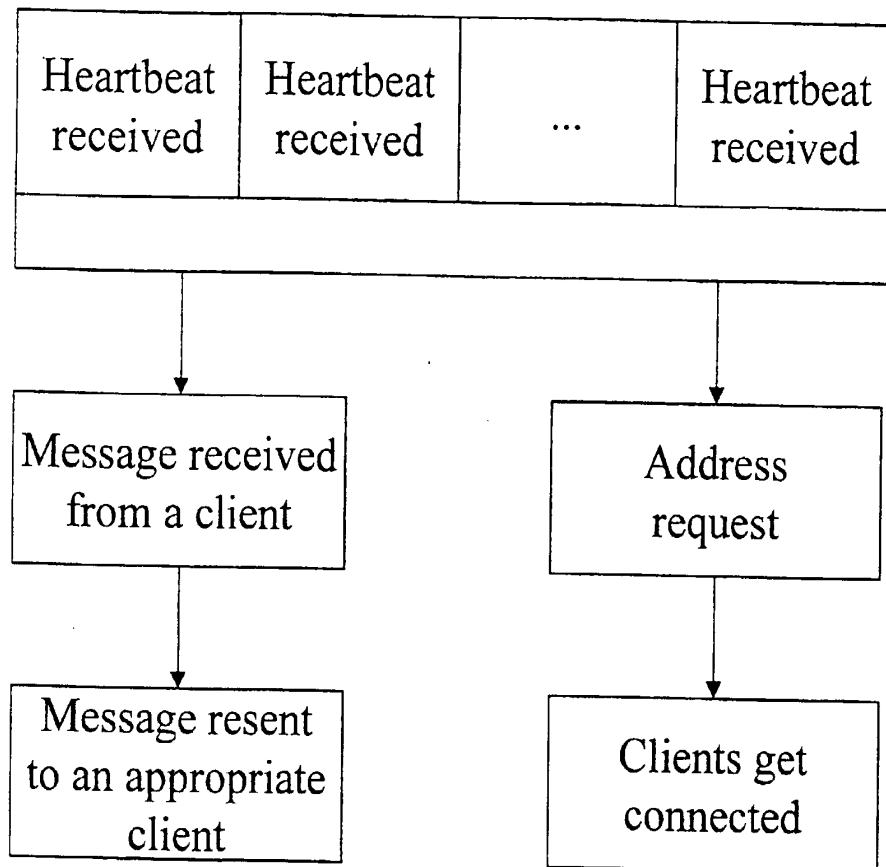 Heartbeat
received
Heartbeat
received
...
Heartbeat
received
Message received
from a client
Address
request
Message resent
to an appropriate
client
Clients get
connected